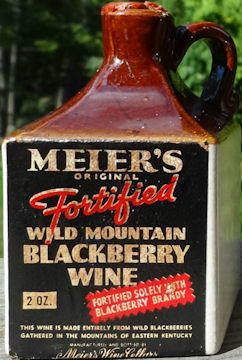 MEIER'S
ORIGINAL
Fortified
WILD MOUNTAIN
BLACKBERRY
WINE
2 OZ.
FORTIFIED SOLELY WITH
BLACKBERRY BRANDY
THIS WINE IS MADE ENTIRELY FROM WILD BLACKBERRIES
GATHERED IN THE MOUNTAINS OF EASTERN KENTUCKY
MANUFACTURED AND BOTTLED BY
Meier's Wine Cellars